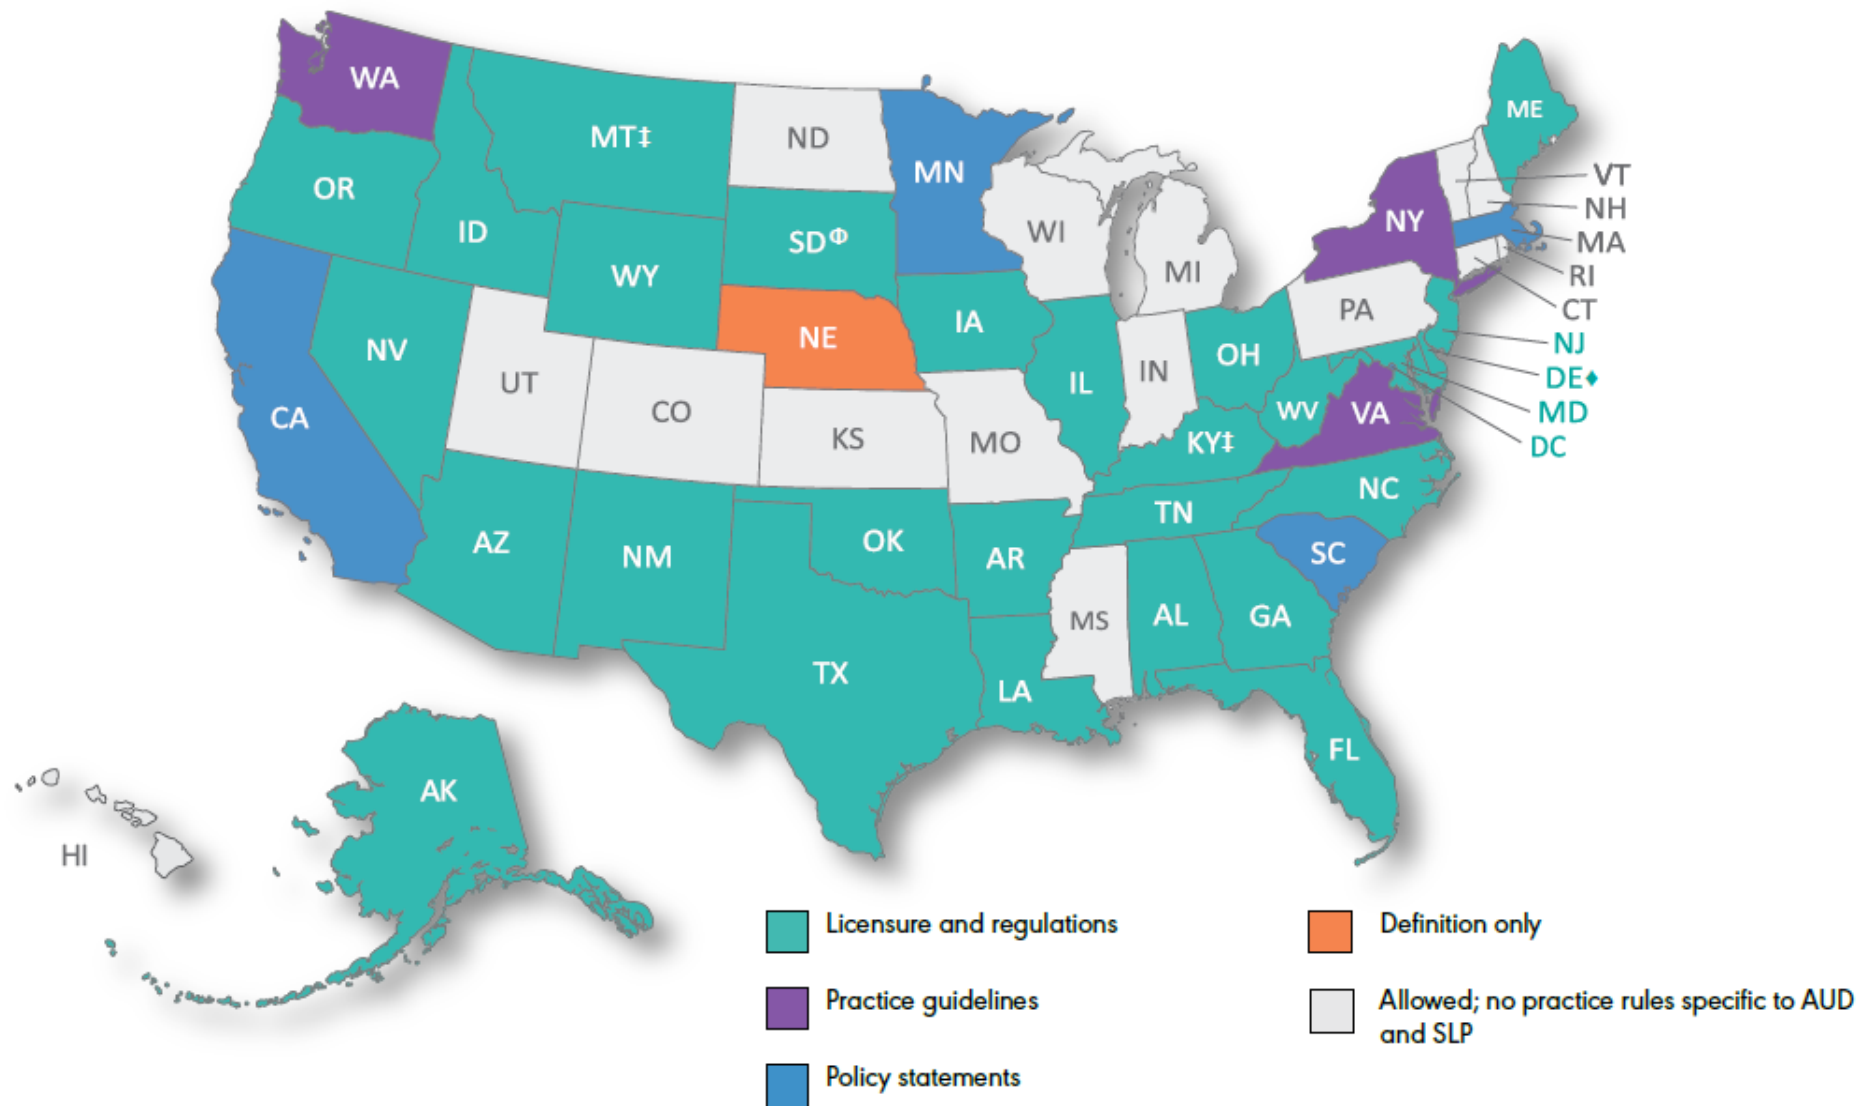 WA
ME
MT‡
ND
MN
VT
OR
NH
NY
ID
SDΦ
WI
MA
MI
RI
WY
CT
PA
IA
NE
NJ
NV
OH
DE♦
UT
IL
IN
CO
MD
WV
VA
CA
KS
MO
KY‡
DC
NC
TN
AZ
OK
NM
AR
SC
MS
AL
GA
TX
LA
FL
AK
HI
Licensure and regulations
Definition only
Practice guidelines
Allowed; no practice rules specific to AUD
and SLP
Policy statements